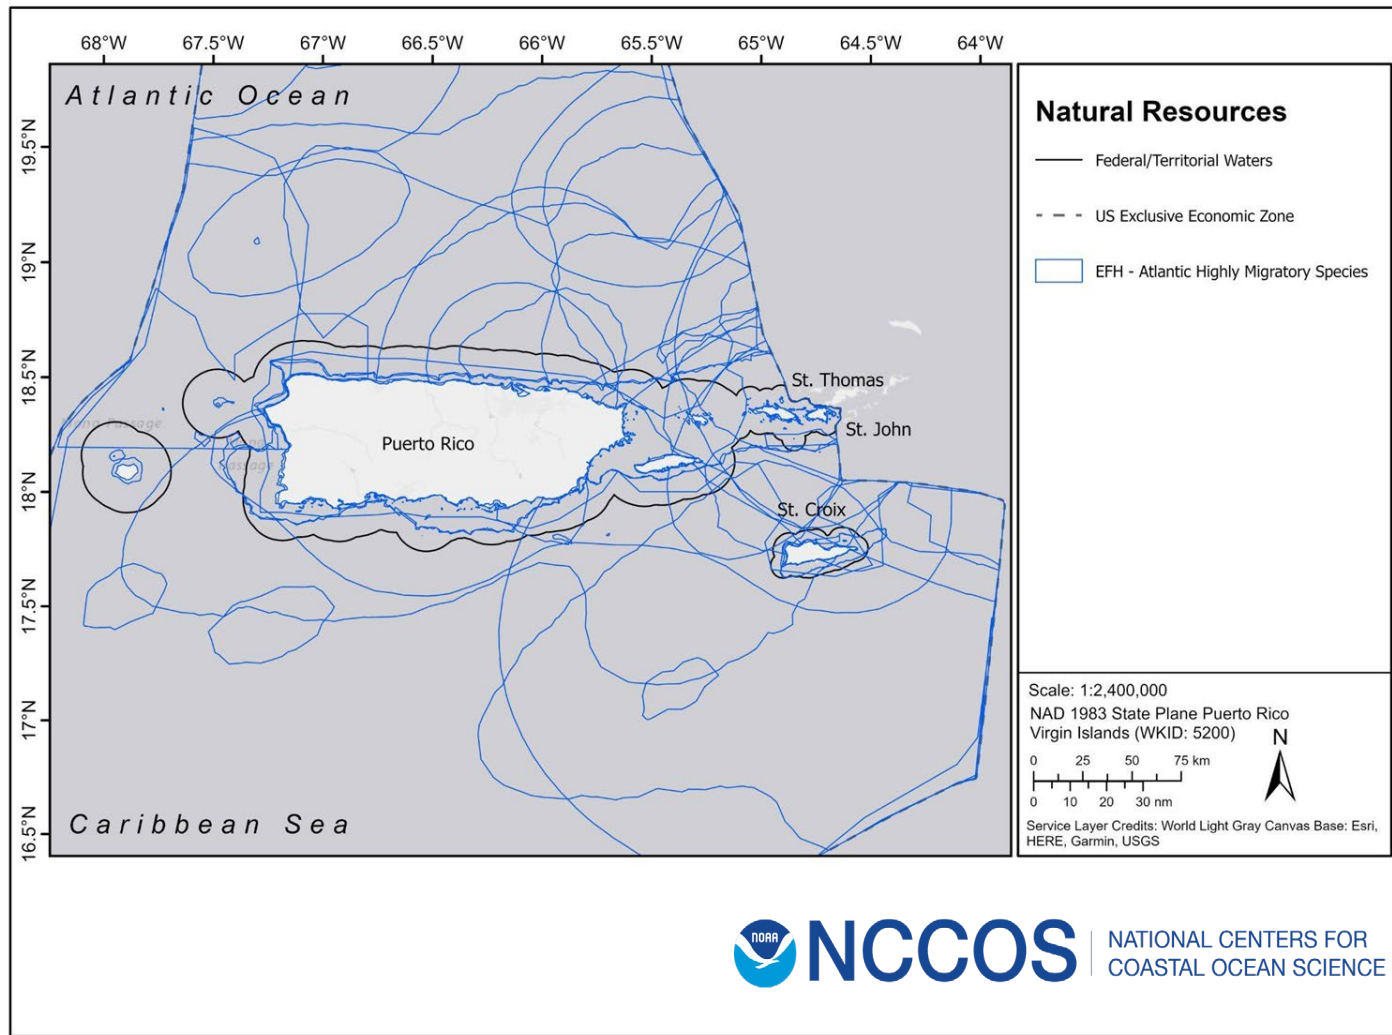 68°W 67.5°W 67°W 66.5°W 66°W 65.5°W 65°W 64.5°W 64°W
19.5°N
19°N
18.5°N
18°N
17.5°N
17°N
16.5°N
Atlantic Ocean
St. Thomas
St. John
Puerto Rico
St. Croix
Caribbean Sea
Natural Resources
Federal/Territorial Waters
US Exclusive Economic Zone
EFH - Atlantic Highly Migratory Species
Scale: 1:2,400,000
NAD 1983 State Plane Puerto Rico
Virgin Islands (WKID: 5200)
N
0 25 50 75 km
0 10 20 30 nm
Service Layer Credits: World Light Gray Canvas Base: Esri,
HERE, Garmin, USGS
NOAA
NCCOS
NATIONAL CENTERS FOR
COASTAL OCEAN SCIENCE